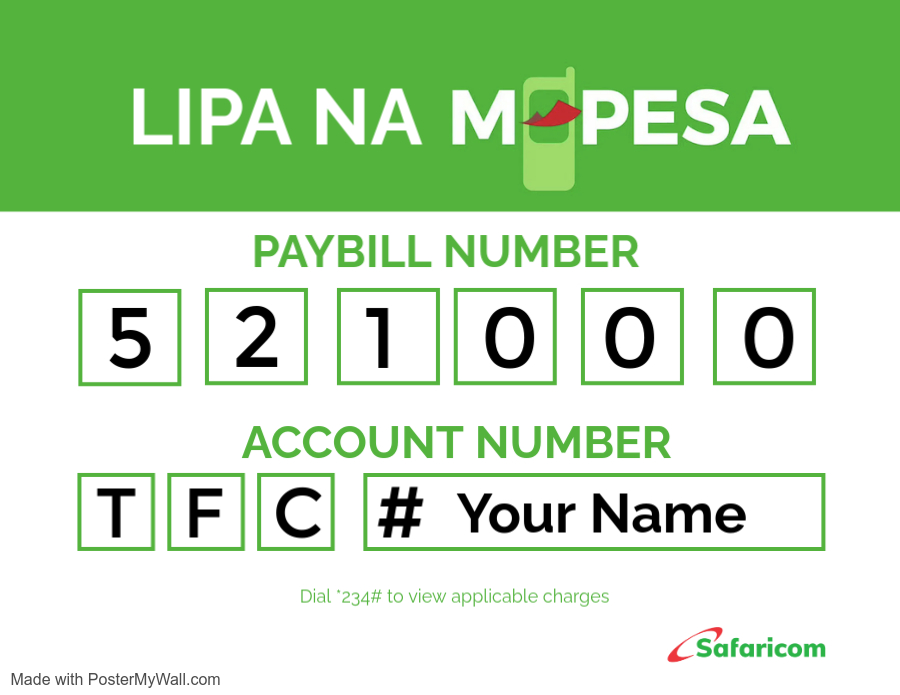 LIPA NA M PESA
PAYBILL NUMBER
5 2 1 0 0 0
ACCOUNT NUMBER
T F C # Your Name
Dial *234# to view applicable charges
Safaricom
Made with PosterMyWall.com